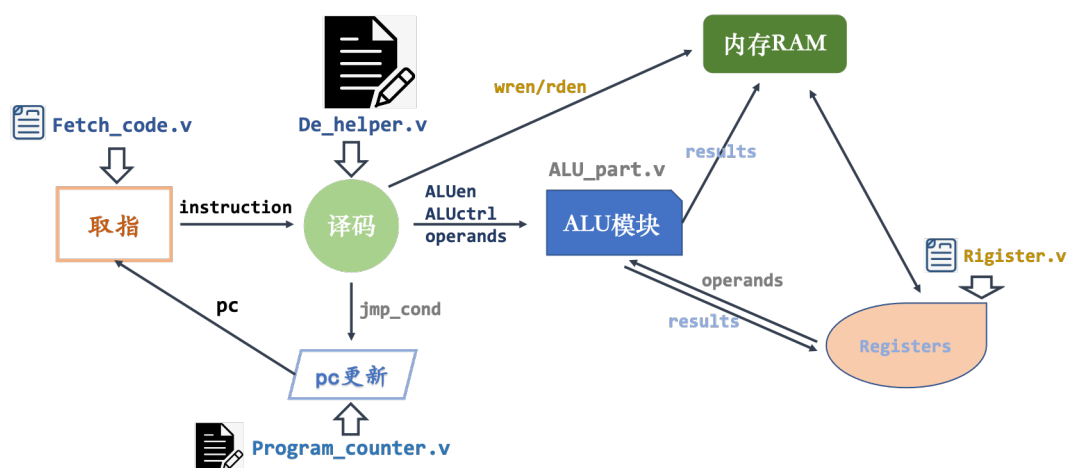 内存RAM
wren/rden
De_helper.v
Fetch_code.v
results
ALU_part.v
取指
instruction
译码
ALUen
ALUctrl
operands
ALU模块
Rigister.v
operands
results
pc
jmp_cond
Registers
pc更新
Program_counter.v